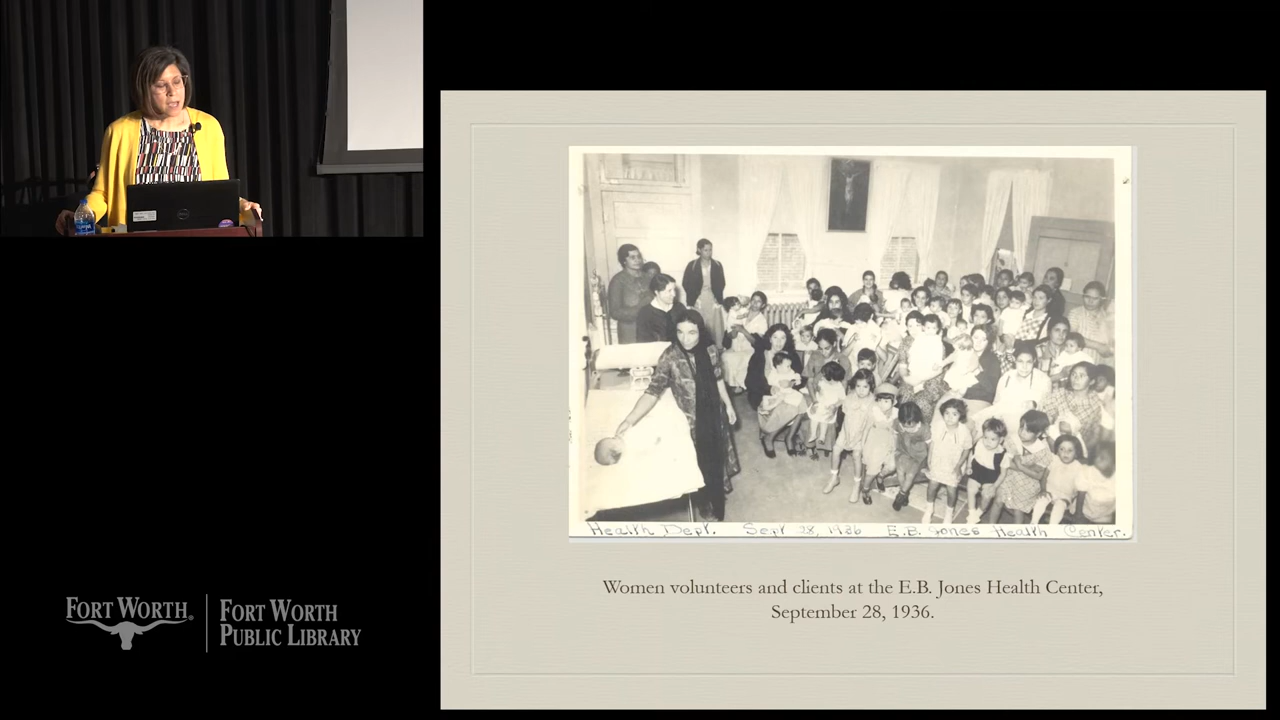 Health Dept. Sept 28, 1936 E.B. Jones Health Center.
Women volunteers and clients at the E.B. Jones Health Center,
September 28, 1936.
FORT WORTH®
FORT WORTH
PUBLIC LIBRARY